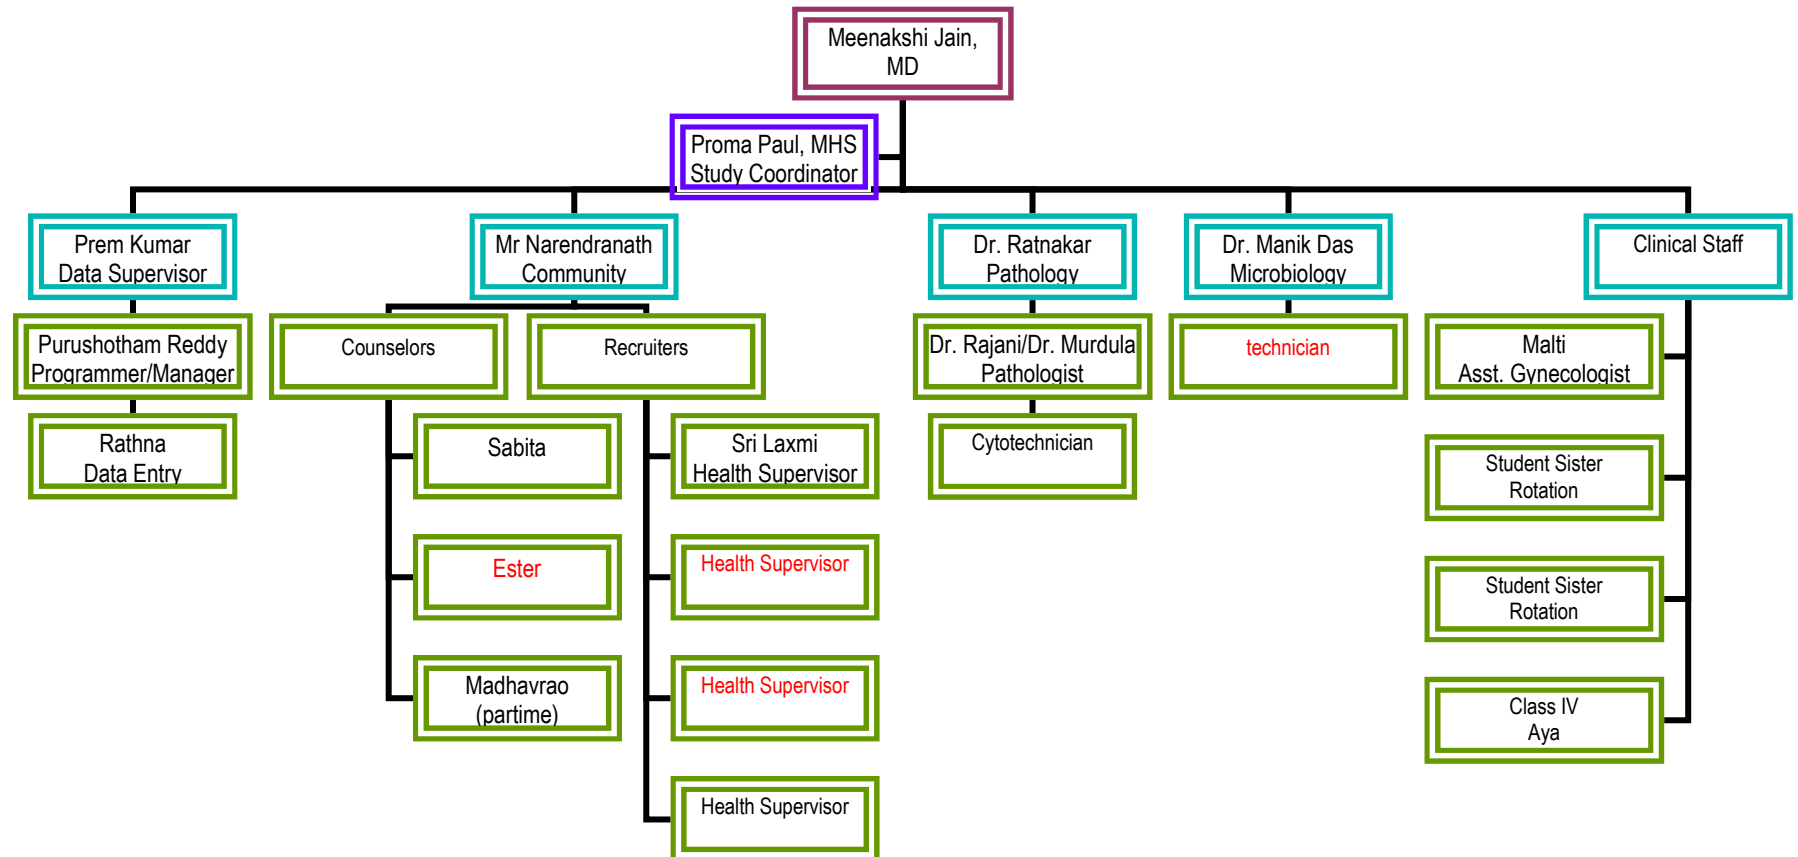 Meenakshi Jain,
MD
Proma Paul, MHS
Study Coordinator
Prem Kumar
Data Supervisor
Mr Narendranath
Community
Dr. Ratnakar
Pathology
Dr. Manik Das
Microbiology
Clinical Staff
Purushotham Reddy
Programmer/Manager
Counselors
Recruiters
Dr. Rajani/Dr. Murdula
Pathologist
technician
Malti
Asst. Gynecologist
Rathna
Data Entry
Sabita
Sri Laxmi
Health Supervisor
Cytotechnician
Student Sister
Rotation
Ester
Health Supervisor
Student Sister
Rotation
Madhavrao
(partime)
Health Supervisor
Class IV
Aya
Health Supervisor